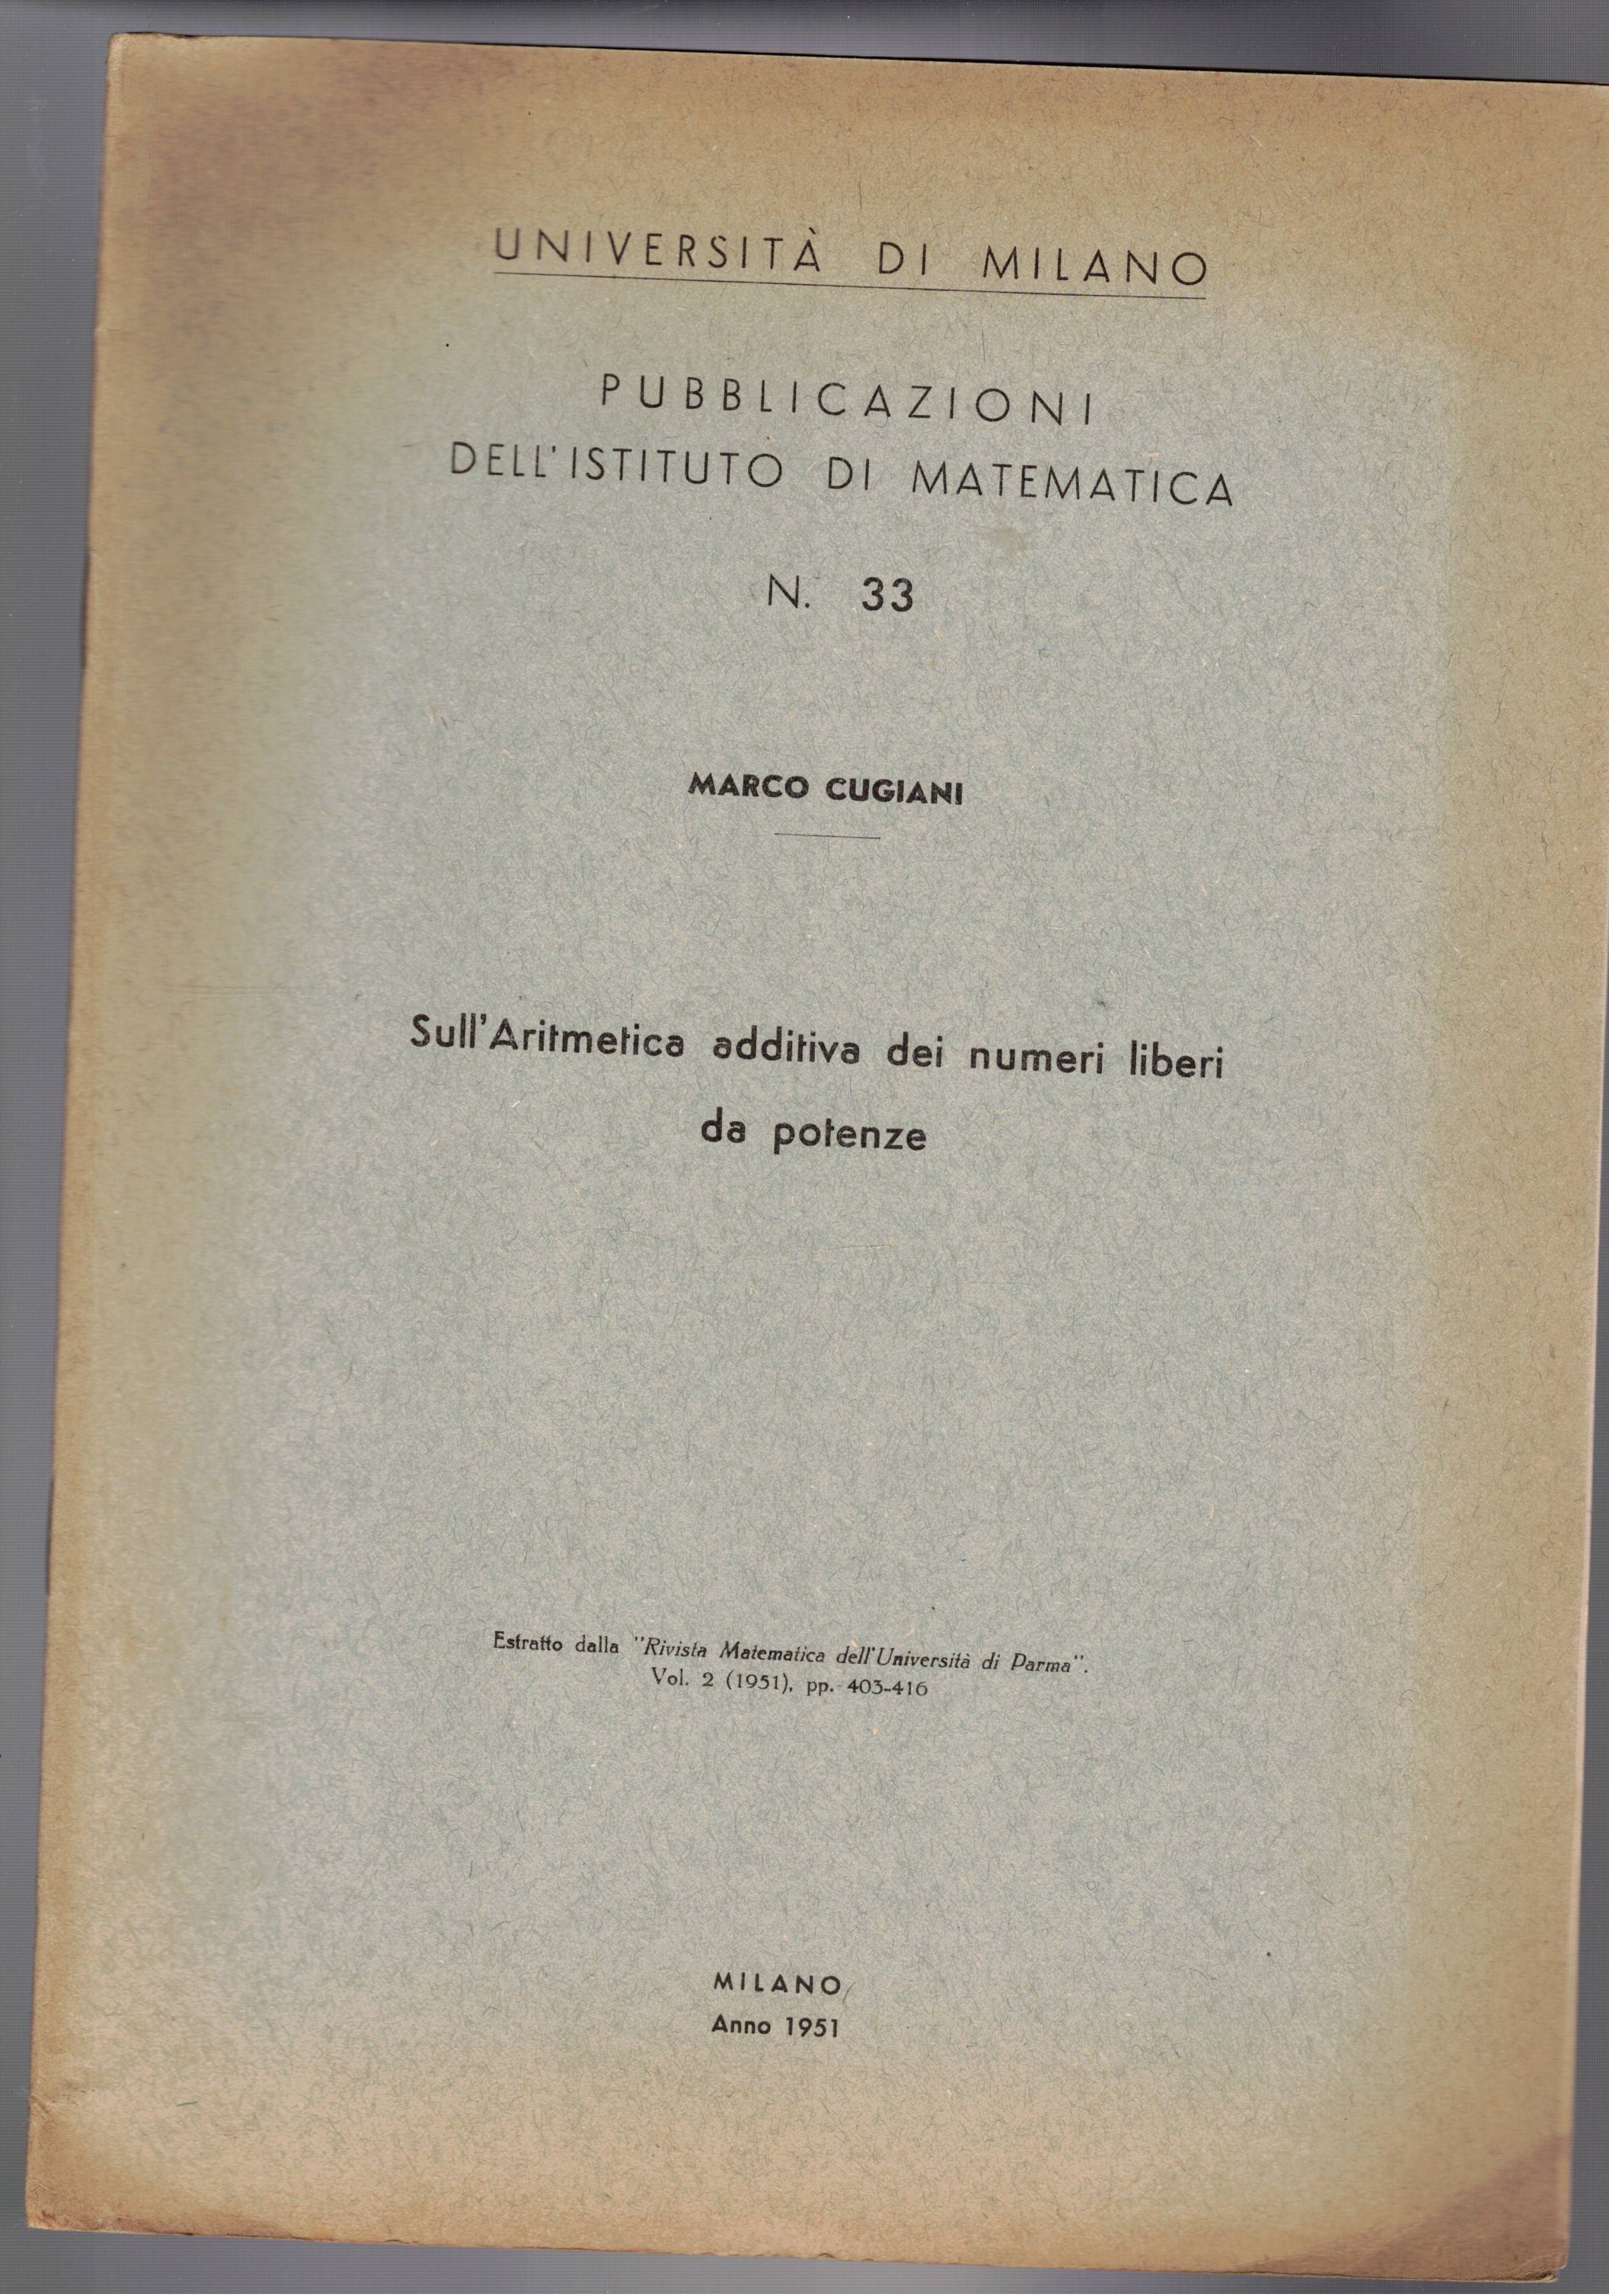 UNIVERSITÀ DI MILANO
PUBBLICAZIONI
DELL'ISTITUTO DI MATEMATICA
N. 33
MARCO CUGIANI
Sull'Aritmetica additiva dei numeri liberi
da potenze
Estratto dalla "Rivista Matematica dell'Università di Parma".
Vol. 2 (1951), pp. 403-416
MILANO
Anno 1951